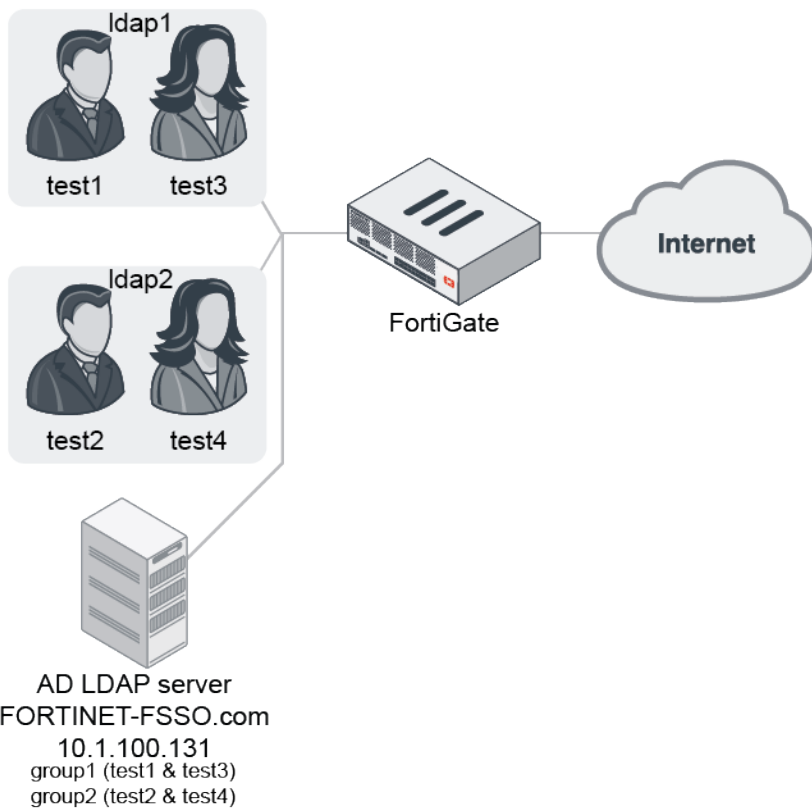 ldap1
test1
test3
ldap2
test2
test4
FortiGate
Internet
AD LDAP server
FORTINET-FSSO.com
10.1.100.131
group1 (test1 & test3)
group2 (test2 & test4)